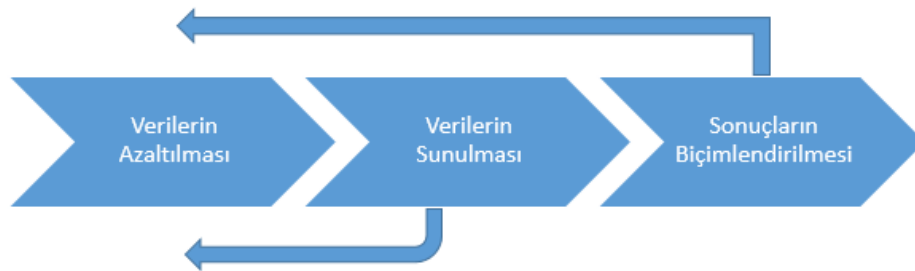 Verilerin
Azaltılması
Verilerin
Sunulması
Sonuçların
Biçimlendirilmesi